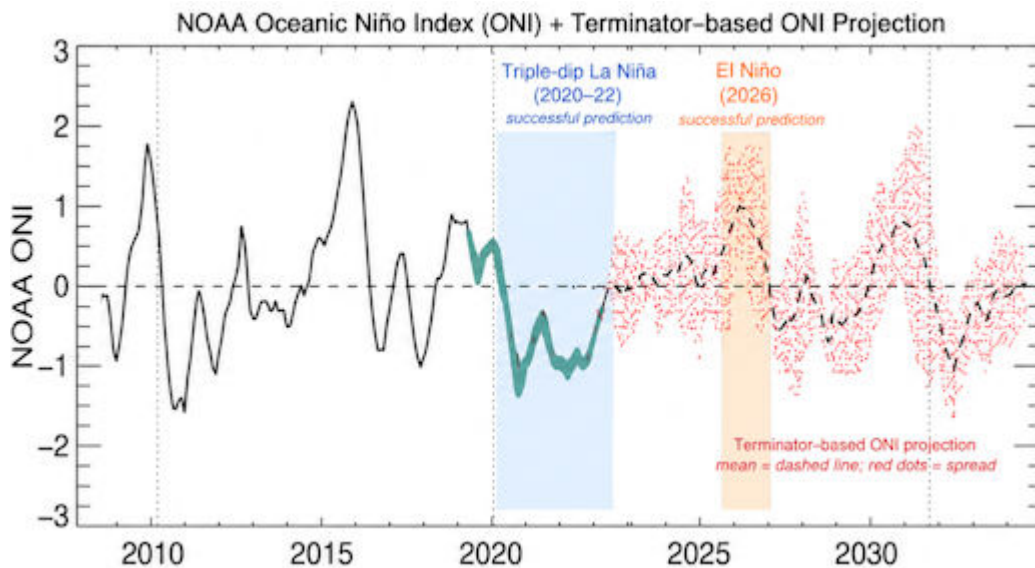 NOAA Oceanic Niño Index (ONI) + Terminator-based ONI Projection
3
2
1
0
−1
−2
−3
NOAA ONI
Triple-dip La Niña
(2020–22)
successful prediction
El Niño
(2026)
successful prediction
Terminator-based ONI projection
mean = dashed line; red dots = spread
2010
2015
2020
2025
2030